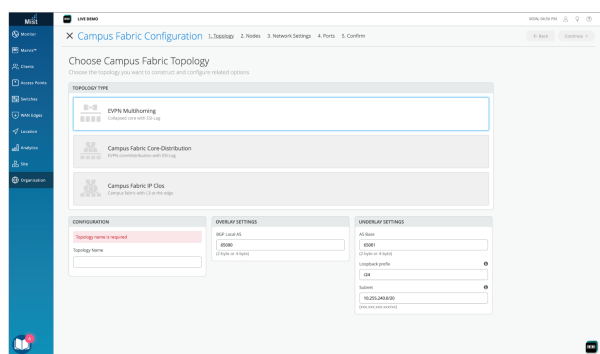 Mist
LIVE DEMO
MON, 04:50 PM
Monitor
Marvis™
Clients
Access Points
Switches
WAN Edges
Location
Analytics
Site
Organization
Campus Fabric Configuration
1. Topology 2. Nodes 3. Network Settings 4. Ports 5. Confirm
Back
Continue
Choose Campus Fabric Topology
Choose the topology you want to construct and configure related options
TOPOLOGY TYPE
EVPN Multihoming
Collapsed core with ESI-Lag
Campus Fabric Core-Distribution
EVPN core/distribution with ESI-Lag
Campus Fabric IP Clos
Campus fabric with L3 at the edge
CONFIGURATION
Topology name is required
Topology Name
OVERLAY SETTINGS
BGP Local AS
65000
(2-byte or 4-byte)
UNDERLAY SETTINGS
AS Base
65001
(2-byte or 4-byte)
Loopback prefix
/24
Subnet
10.255.240.0/20
(xxx.xxx.xxx.xxx/xx)